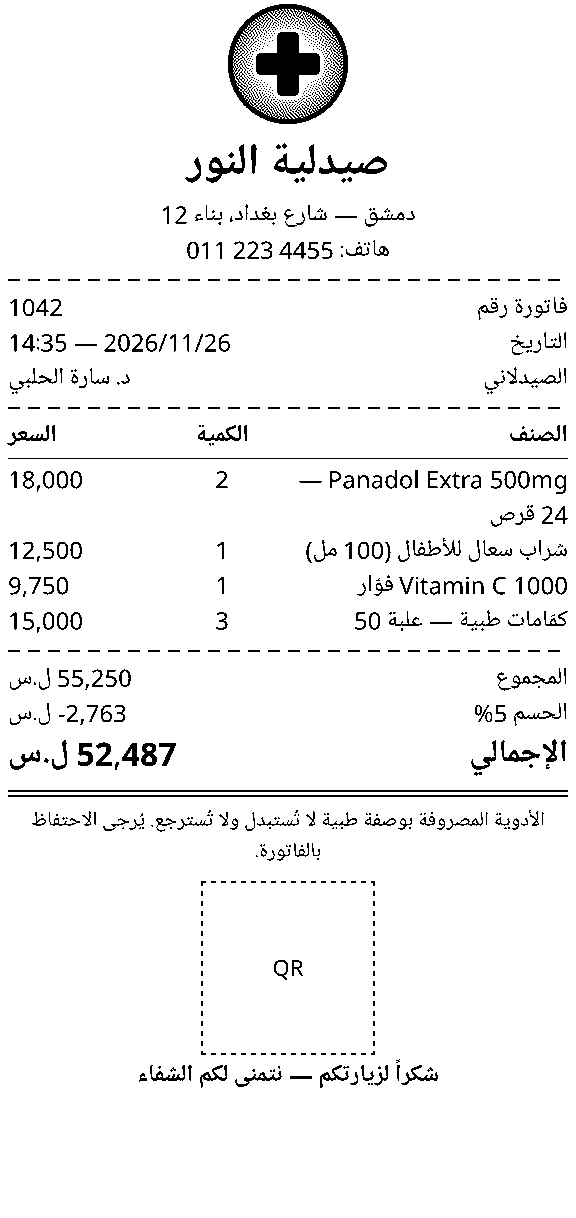 صيدلية النور
دمشق — شارع بغداد، بناء 12
هاتف: 011 223 4455
فاتورة رقم 1042
التاريخ 2026/11/26 — 14:35
الصيدلاني د. سارة الحلبي
الصنف الكمية السعر
Panadol Extra 500mg — 2 18,000
24 قرص
شراب سعال للأطفال (100 مل) 1 12,500
Vitamin C 1000 فوّار 1 9,750
كمّامات طبية — علبة 50 3 15,000
المجموع 55,250 ل.س
الحسم 5% -2,763 ل.س
الإجمالي 52,487 ل.س
الأدوية المصروفة بوصفة طبية لا تُستبدل ولا تُسترجع. يُرجى الاحتفاظ
بالفاتورة.
QR
شكراً لزيارتكم — نتمنى لكم الشفاء